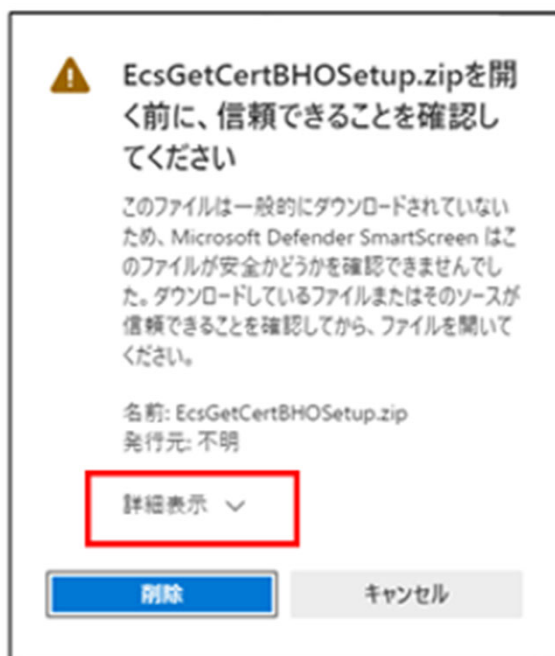 EcsGetCertBHOSetup.zipを開
く前に、信頼できることを確認し
てください
このファイルは一般的にダウンロードされていない
ため、Microsoft Defender SmartScreen はこ
のファイルが安全かどうかを確認できませんでし
た。ダウンロードしているファイルまたはそのソースが
信頼できることを確認してから、ファイルを開いて
ください。
名前: EcsGetCertBHOSetup.zip
発行元: 不明
詳細表示
削除
キャンセル